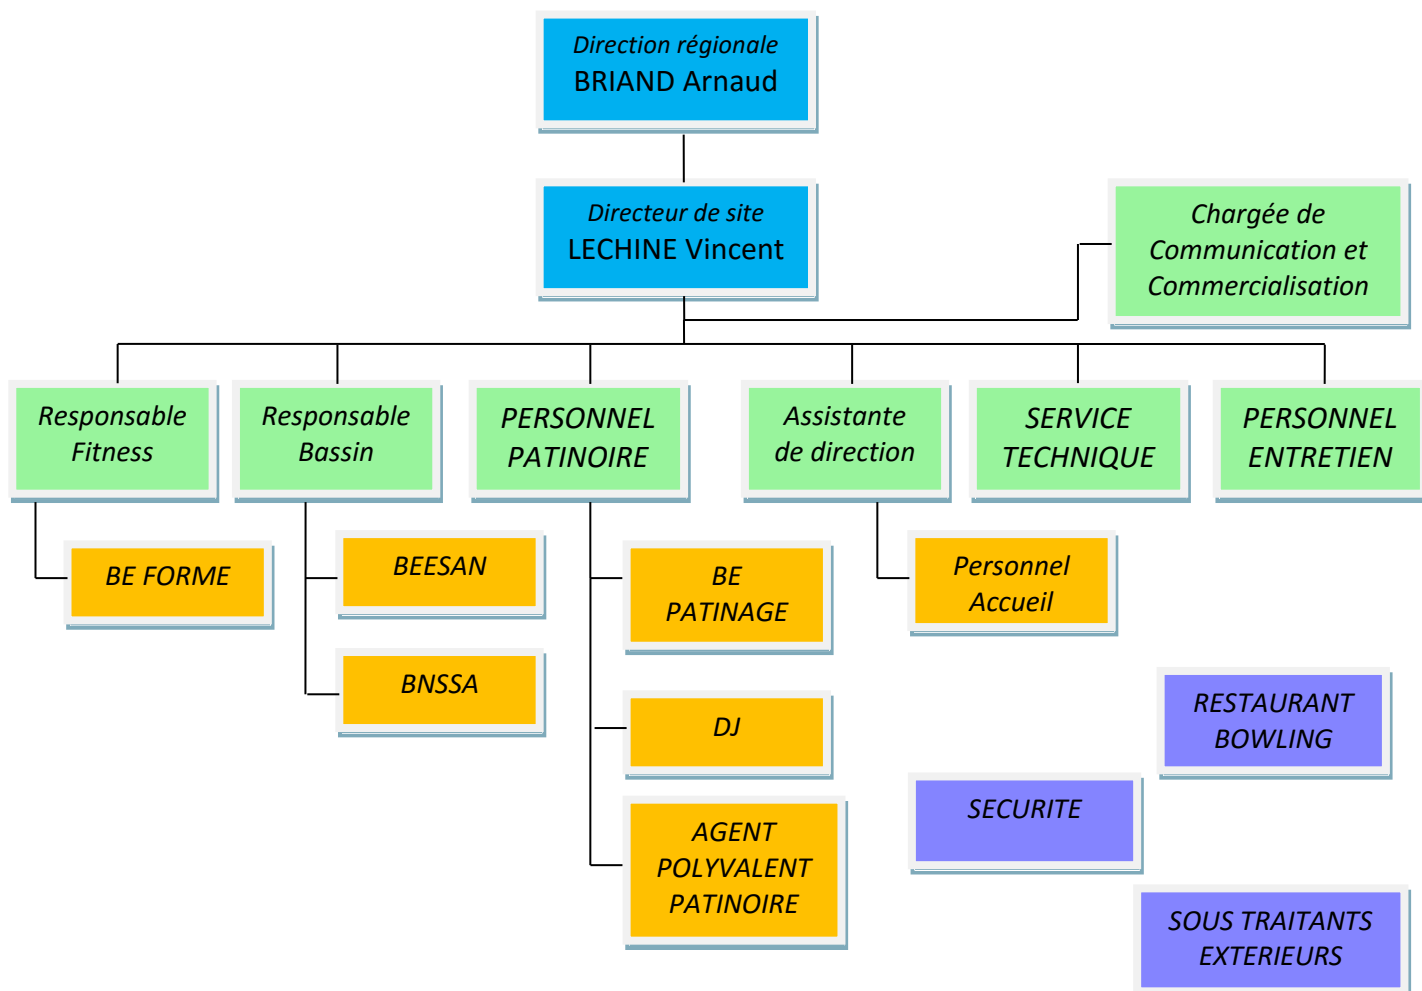 Direction régionale
BRIAND Arnaud
Directeur de site
LECHINE Vincent
Chargée de
Communication et
Commercialisation
Responsable
Fitness
Responsable
Bassin
PERSONNEL
PATINOIRE
Assistante
de direction
SERVICE
TECHNIQUE
PERSONNEL
ENTRETIEN
BE FORME
BEESAN
BNSSA
BE
PATINAGE
DJ
AGENT
POLYVALENT
PATINOIRE
Personnel
Accueil
RESTAURANT
BOWLING
SECURITE
SOUS TRAITANTS
EXTERIEURS